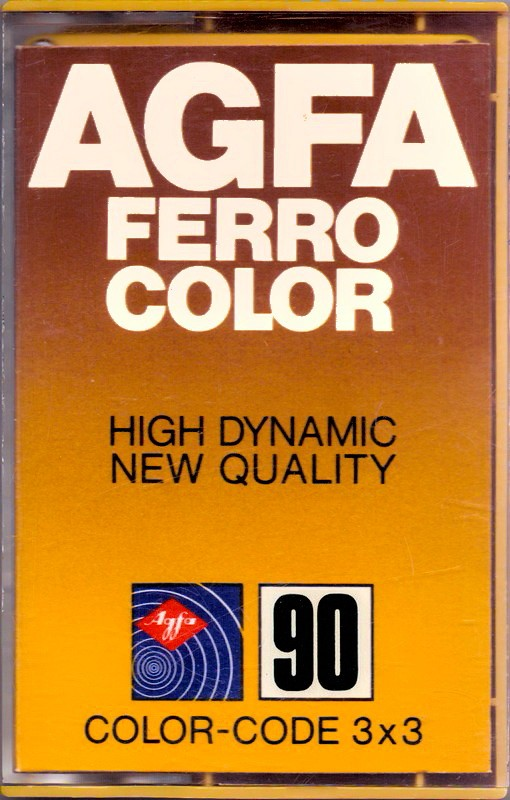 AGFA
FERRO
COLOR
HIGH DYNAMIC
NEW QUALITY
Agfa
90
COLOR-CODE 3x3